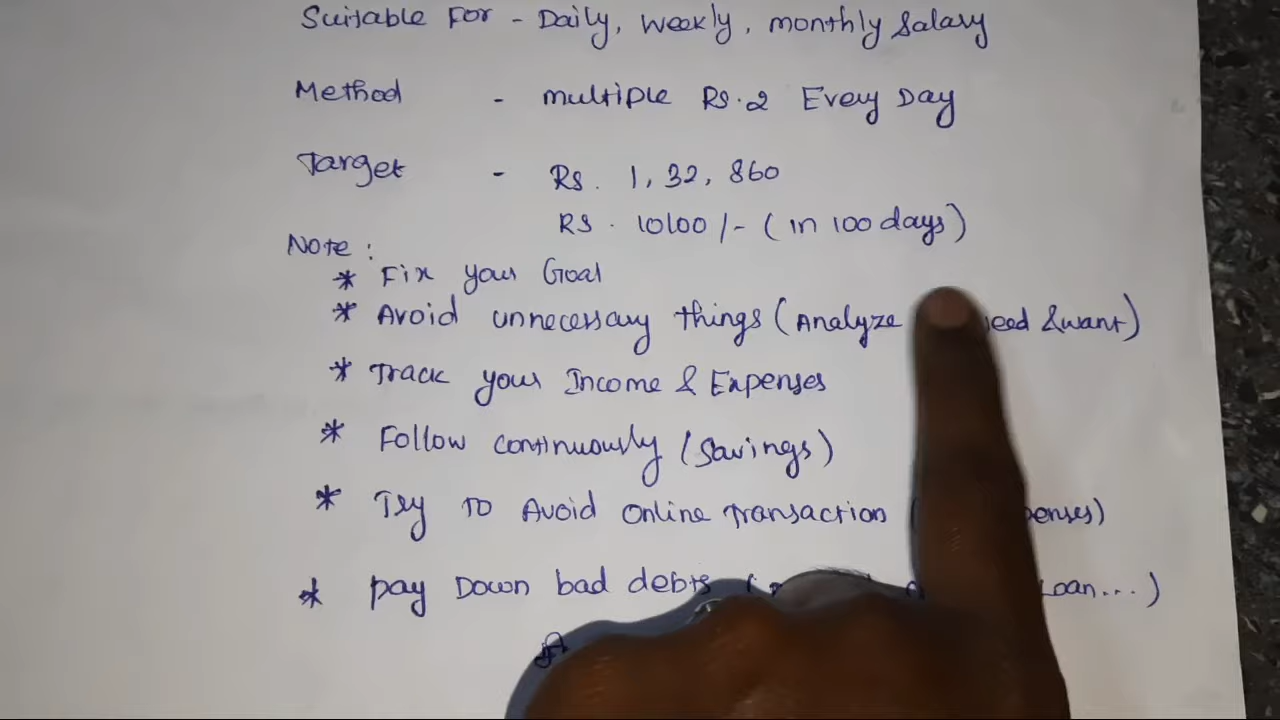 Suitable For - Daily, Weekly, monthly Salary
Method - multiple Rs.2 Every Day
Target - Rs. 1,32,860
RS. 10100/- (in 100 days)
Note:
* Fix your Goal
* Avoid unnecessary things (Analyze need &want)
* Track your Income & Expenses
* Follow continuously (Savings)
* Try To Avoid Online Transaction (
* Pay Down bad debts ( Loan...)